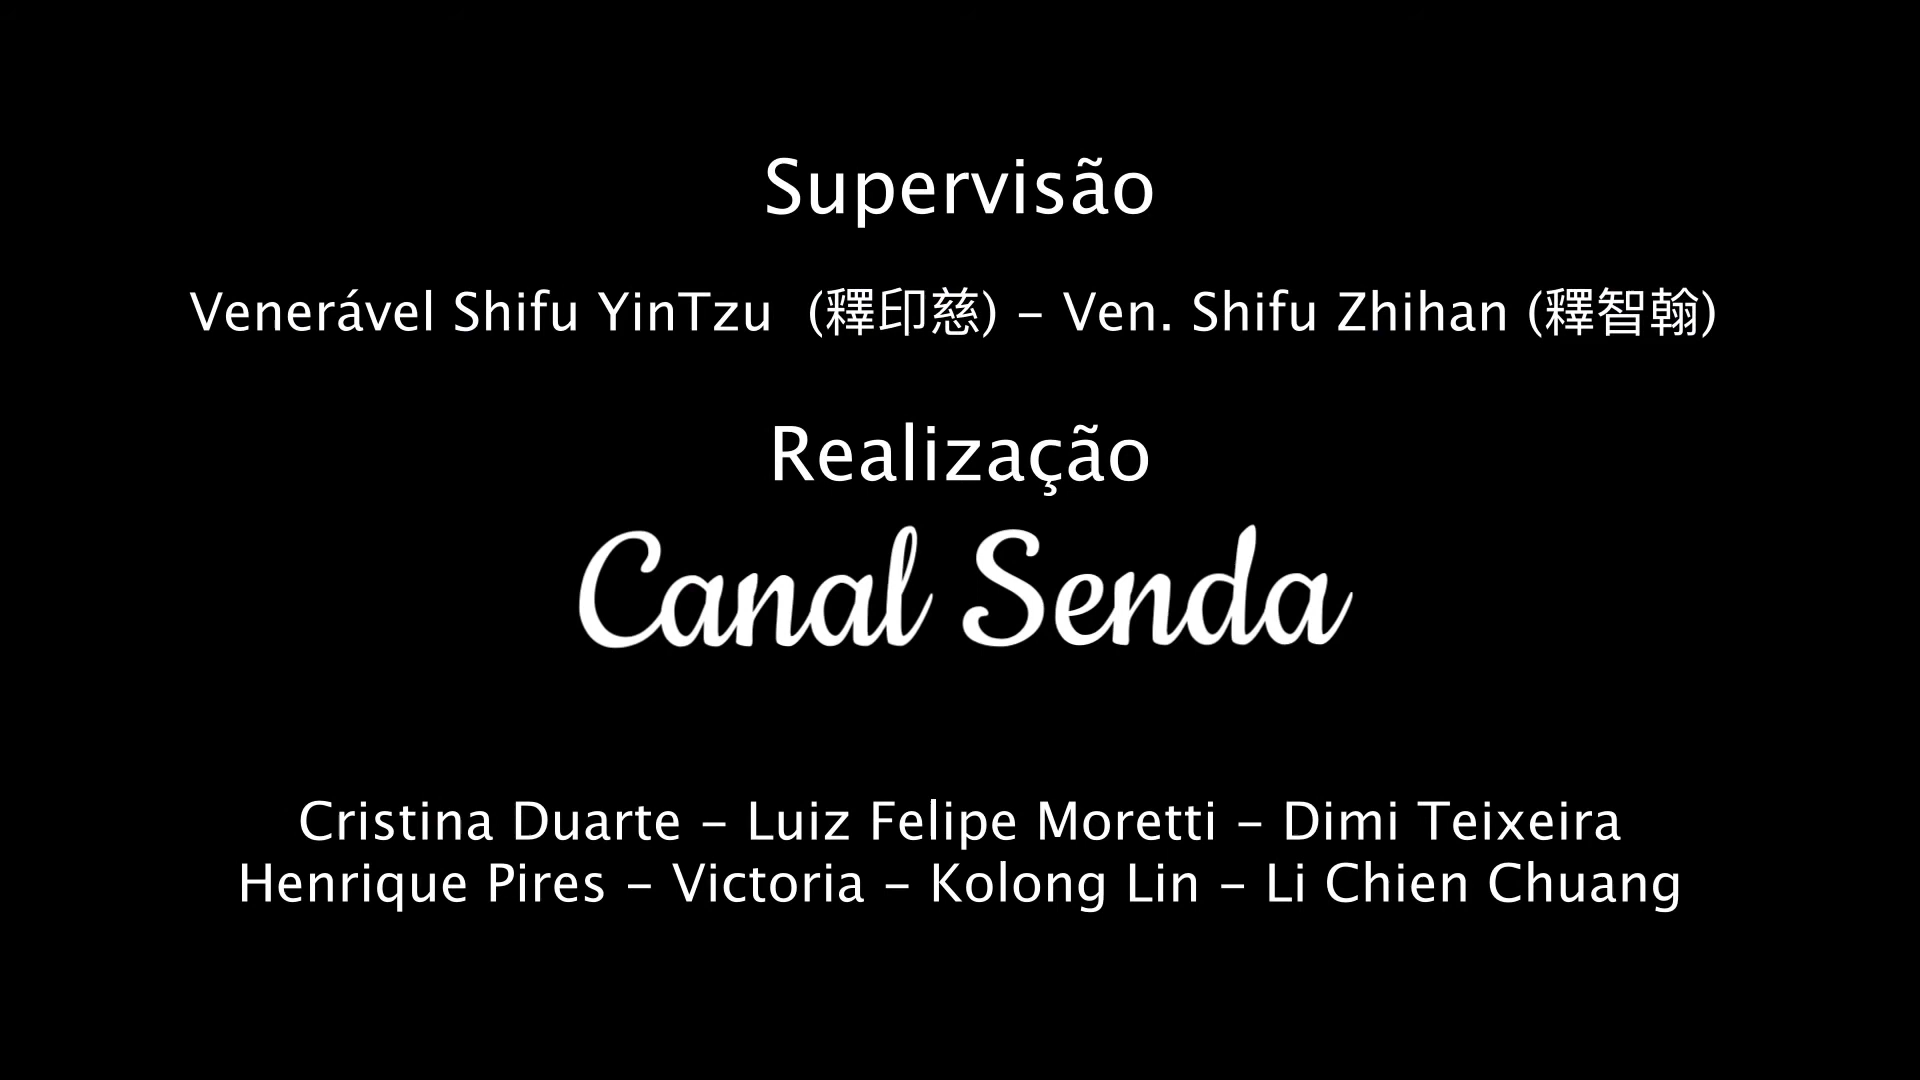 Supervisão
Venerável Shifu YinTzu  (釋印慈) – Ven. Shifu Zhihan (釋智翰)
Realização
Canal Senda
Cristina Duarte – Luiz Felipe Moretti – Dimi Teixeira
Henrique Pires – Victoria – Kolong Lin – Li Chien Chuang